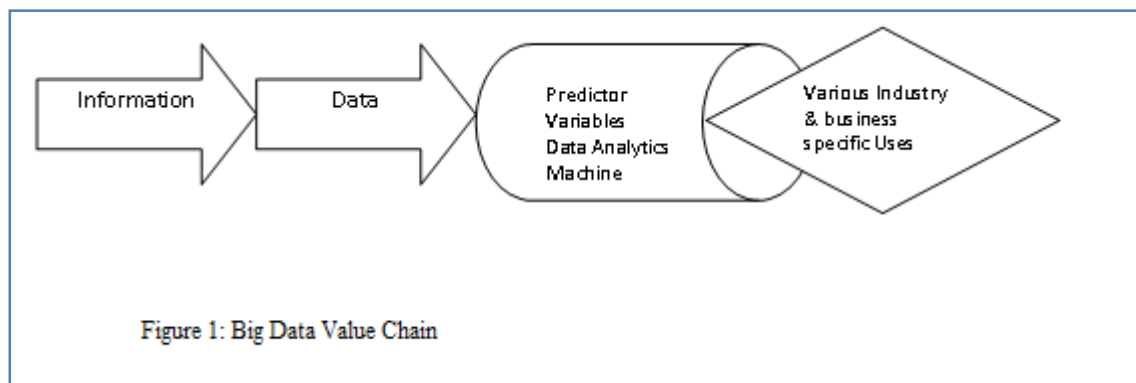 Information
Data
Predictor
Variables
Data Analytics
Machine
Various Industry
& business
specific Uses
Figure 1: Big Data Value Chain